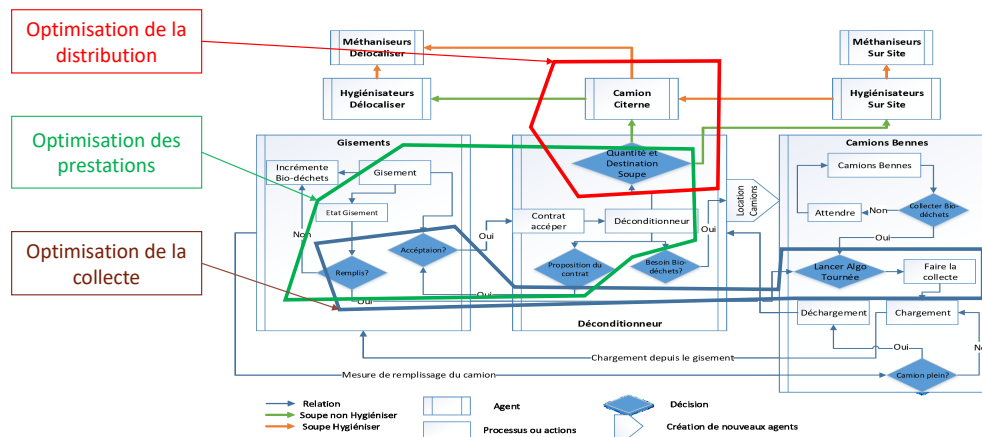 Optimisation de la
distribution
Optimisation des
prestations
Optimisation de la
collecte
Méthaniseurs
Délocaliser
Méthaniseurs
Sur Site
Hygiénisateurs
Délocaliser
Camion
Citerne
Hygiénisateurs
Sur Site
Gisements
Incrémente
Bio-déchets
Gisement
Etat Gisement
Non
Accéptaion?
Oui
Remplis?
Oui
Quantité et
Destination
Soupe
Contrat
accéper
Déconditionneur
Oui
Proposition du
contrat
Besoin Bio-
déchets?
Déconditionneur
Location
Camions
Camions Bennes
Camions Bennes
Attendre
Non
Collecter Bio-
déchets
Oui
Lancer Algo
Tournée
Faire la
collecte
Déchargement
Chargement
Oui
No
Camion plein?
Chargement depuis le gisement
Mesure de remplissage du camion
Relation
Soupe non Hygiéniser
Soupe Hygiéniser
Agent
Processus ou actions
Décision
Création de nouveaux agents